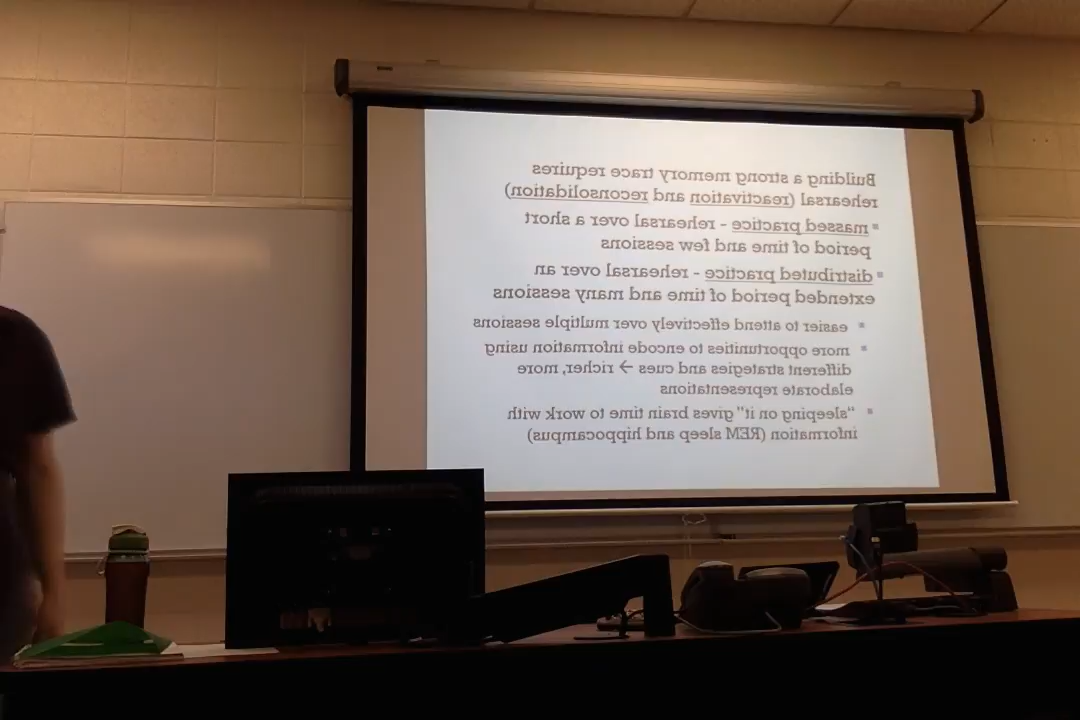 Building a strong memory trace requires
rehearsal (reactivation and reconsolidation)
▪ massed practice - rehearsal over a short
period of time and few sessions
▪ distributed practice - rehearsal over an
extended period of time and many sessions
▪ easier to attend effectively over multiple sessions
▪ more opportunities to encode information using
different strategies and cues → richer, more
elaborate representations
▪ "sleeping on it" gives brain time to work with
information (REM sleep and hippocampus)